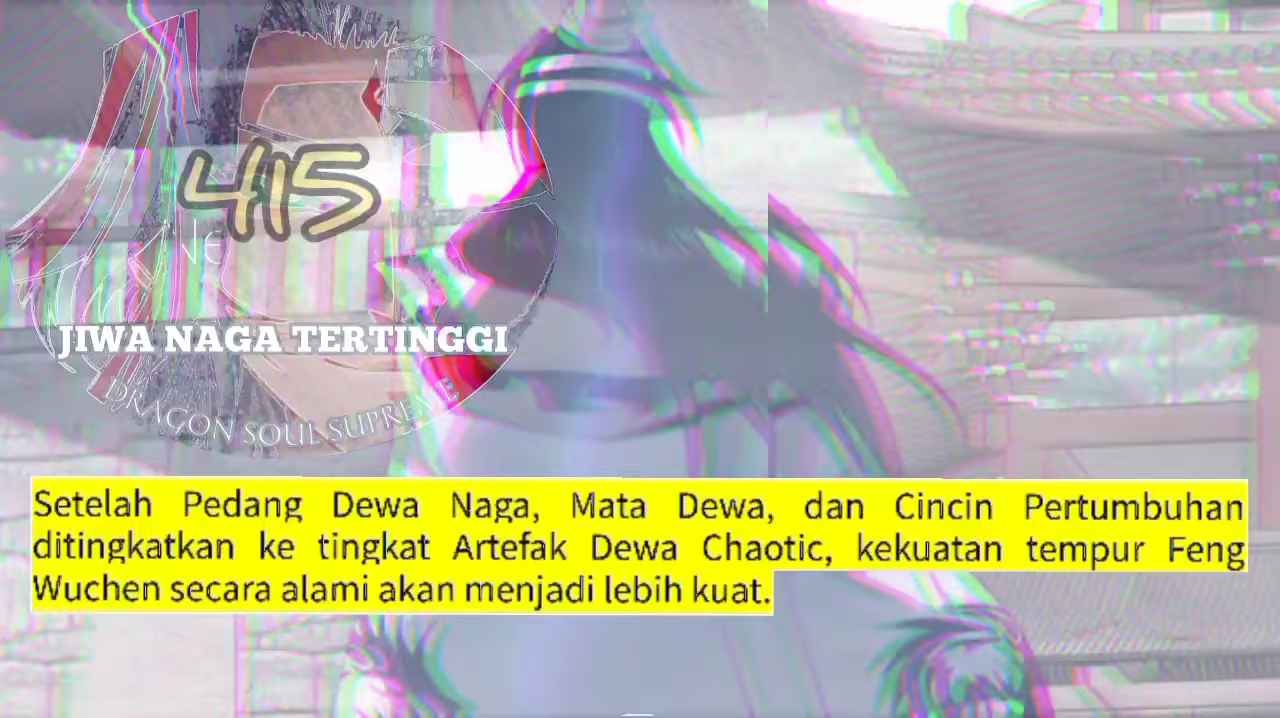 415
JIWA NAGA TERTINGGI
DRAGON SOUL SUPREME
Setelah Pedang Dewa Naga, Mata Dewa, dan Cincin Pertumbuhan
ditingkatkan ke tingkat Artefak Dewa Chaotic, kekuatan tempur Feng
Wuchen secara alami akan menjadi lebih kuat.